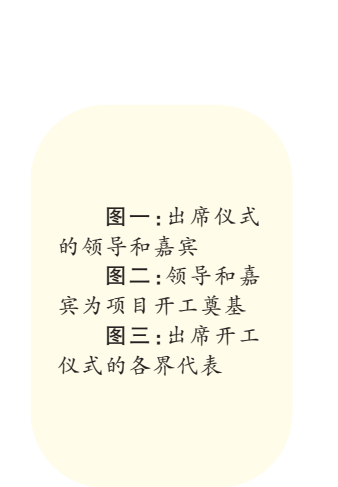 图一:出席仪式
的领导和嘉宾
图二:领导和嘉
宾为项目开工奠基
图三:出席开工
仪式的各界代表